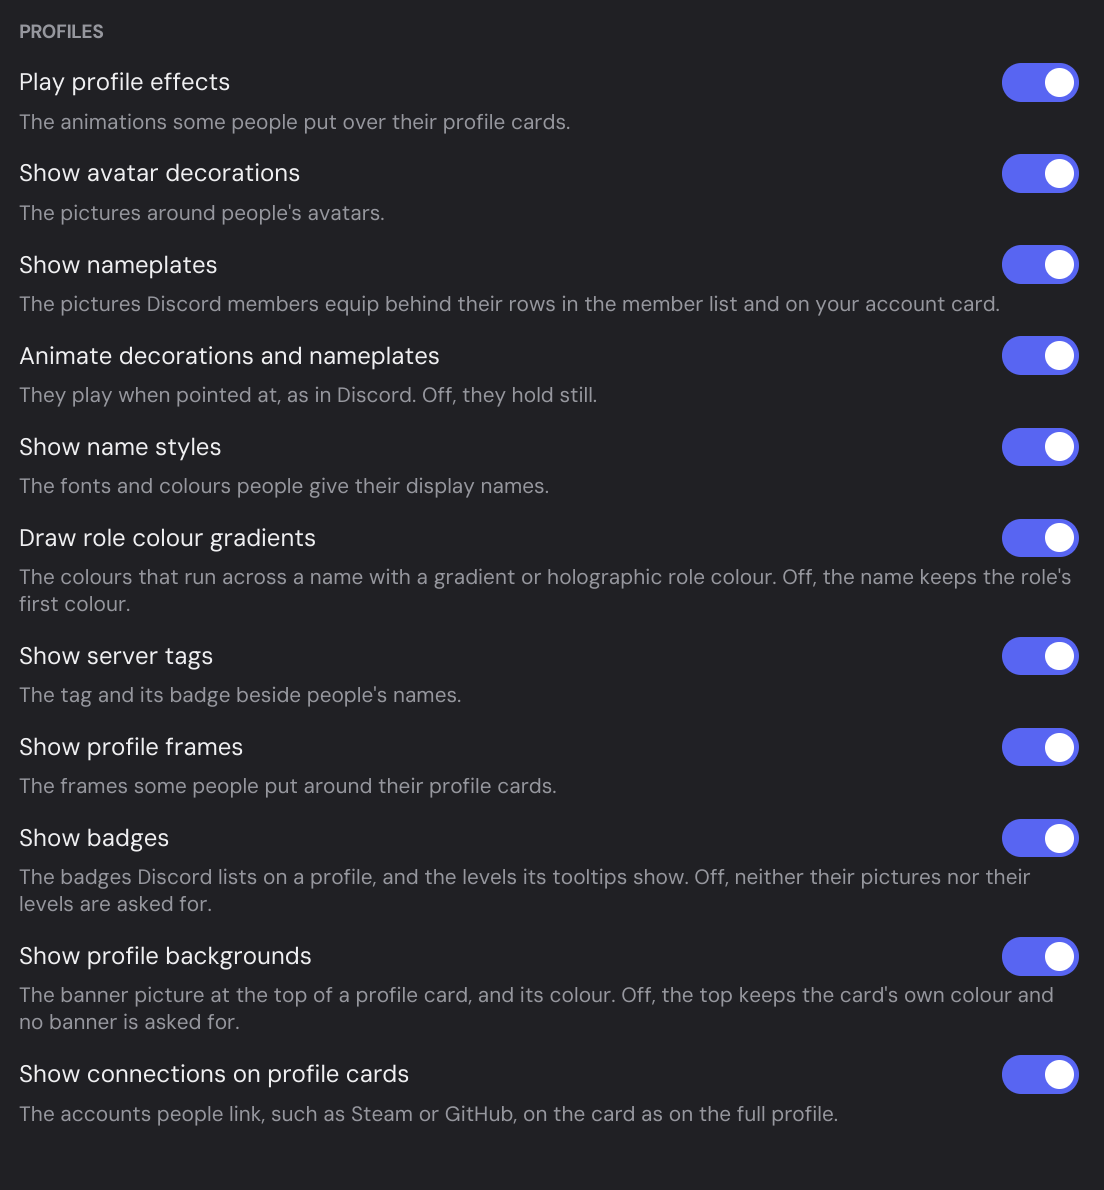 PROFILES
Play profile effects
The animations some people put over their profile cards.
Show avatar decorations
The pictures around people's avatars.
Show nameplates
The pictures Discord members equip behind their rows in the member list and on your account card.
Animate decorations and nameplates
They play when pointed at, as in Discord. Off, they hold still.
Show name styles
The fonts and colours people give their display names.
Draw role colour gradients
The colours that run across a name with a gradient or holographic role colour. Off, the name keeps the role's
first colour.
Show server tags
The tag and its badge beside people's names.
Show profile frames
The frames some people put around their profile cards.
Show badges
The badges Discord lists on a profile, and the levels its tooltips show. Off, neither their pictures nor their
levels are asked for.
Show profile backgrounds
The banner picture at the top of a profile card, and its colour. Off, the top keeps the card's own colour and
no banner is asked for.
Show connections on profile cards
The accounts people link, such as Steam or GitHub, on the card as on the full profile.